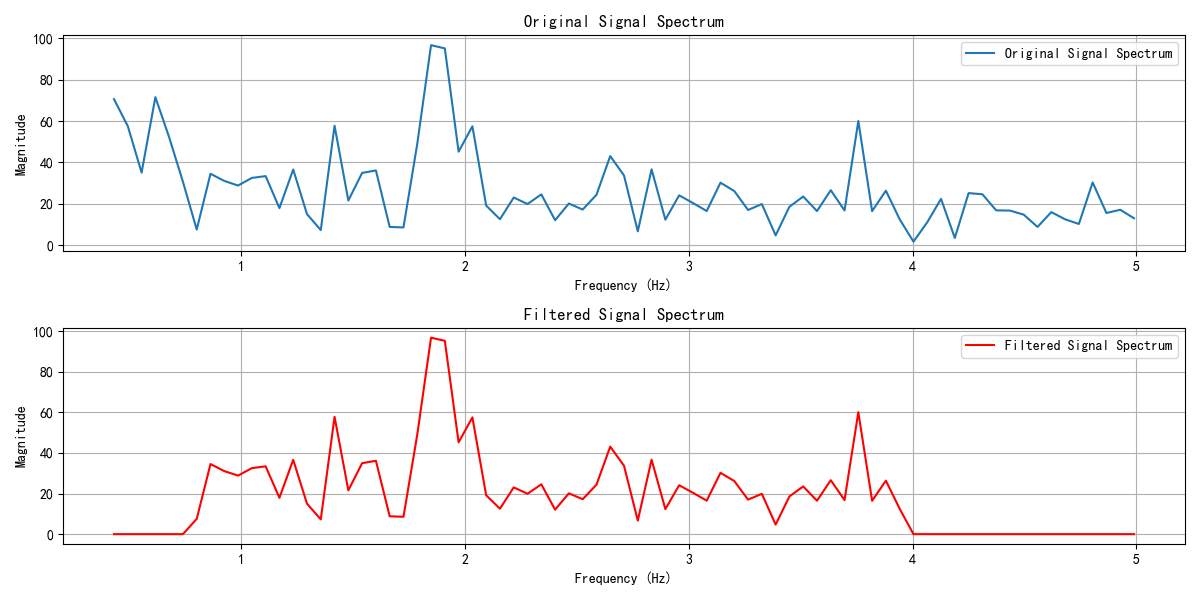 Original Signal Spectrum
100
80
60
40
20
0
Magnitude
Original Signal Spectrum
1 2 3 4 5
Frequency (Hz)
Filtered Signal Spectrum
100
80
60
40
20
0
Magnitude
Filtered Signal Spectrum
1 2 3 4 5
Frequency (Hz)